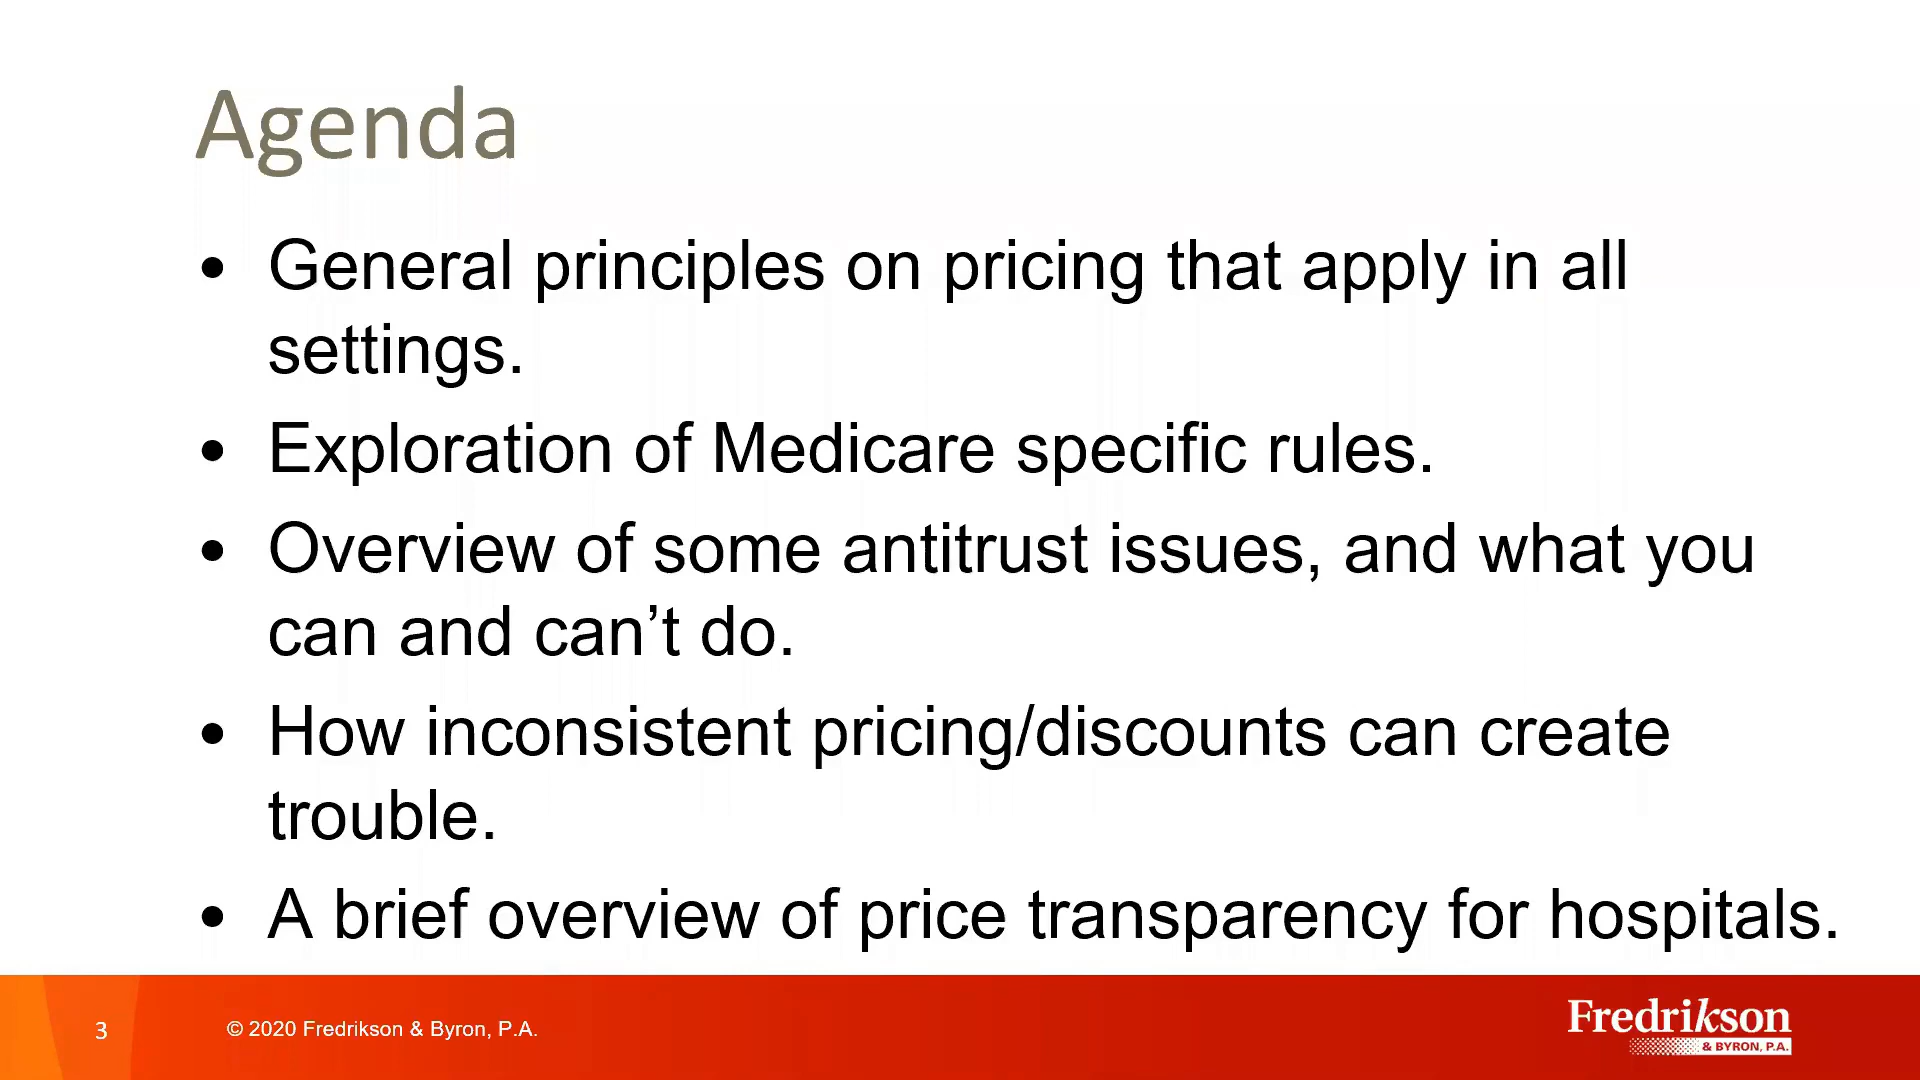 Agenda
• General principles on pricing that apply in all
settings.
• Exploration of Medicare specific rules.
• Overview of some antitrust issues, and what you
can and can’t do.
• How inconsistent pricing/discounts can create
trouble.
• A brief overview of price transparency for hospitals.
3
© 2020 Fredrikson & Byron, P.A.
Fredrikson
& BYRON, P.A.